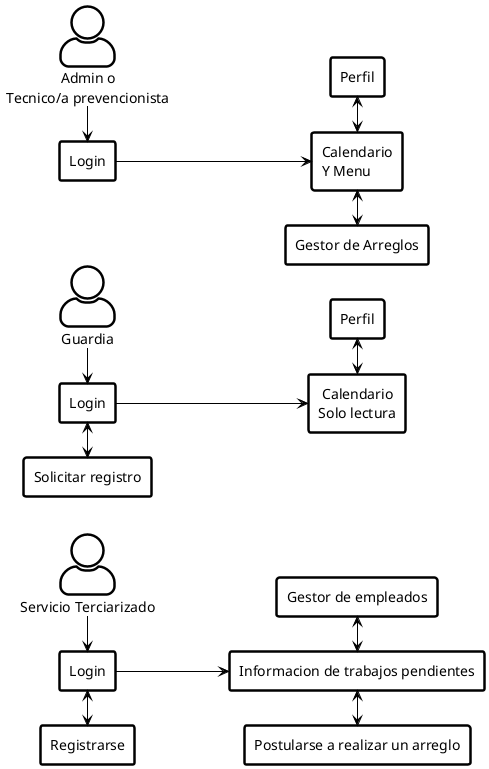 Admin o
Tecnico/a prevencionista
Perfil
Login
Calendario
Y Menu
Gestor de Arreglos
Guardia
Perfil
Login
Calendario
Solo lectura
Solicitar registro
Servicio Terciarizado
Gestor de empleados
Login
Informacion de trabajos pendientes
Registrarse
Postularse a realizar un arreglo